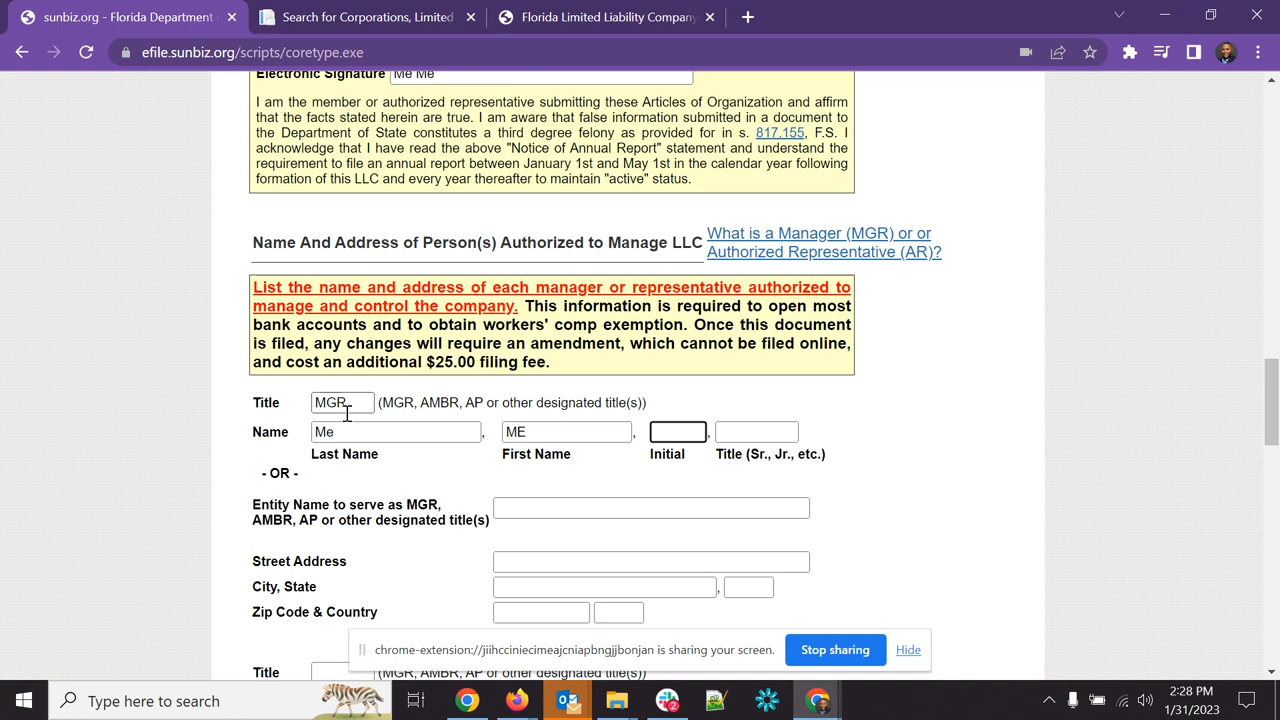 sunbiz.org - Florida Department
Search for Corporations, Limited
Florida Limited Liability Company
efile.sunbiz.org/scripts/coretype.exe
Electronic Signature Me Me
I am the member or authorized representative submitting these Articles of Organization and affirm
that the facts stated herein are true. I am aware that false information submitted in a document to
the Department of State constitutes a third degree felony as provided for in s. 817.155, F.S. I
acknowledge that I have read the above "Notice of Annual Report" statement and understand the
requirement to file an annual report between January 1st and May 1st in the calendar year following
formation of this LLC and every year thereafter to maintain "active" status.
Name And Address of Person(s) Authorized to Manage LLC
What is a Manager (MGR) or or
Authorized Representative (AR)?
List the name and address of each manager or representative authorized to
manage and control the company. This information is required to open most
bank accounts and to obtain workers' comp exemption. Once this document
is filed, any changes will require an amendment, which cannot be filed online,
and cost an additional $25.00 filing fee.
Title MGR (MGR, AMBR, AP or other designated title(s))
Name Me , ME , ,
Last Name First Name Initial Title (Sr., Jr., etc.)
- OR -
Entity Name to serve as MGR,
AMBR, AP or other designated title(s)
Street Address
City, State ,
Zip Code & Country
chrome-extension://jiihcciniecimeajcniapbngjjbonjan is sharing your screen. Stop sharing Hide
Title (MGR, AMBR, AP or other designated title(s))
Type here to search
2
2:28 PM
1/31/2023